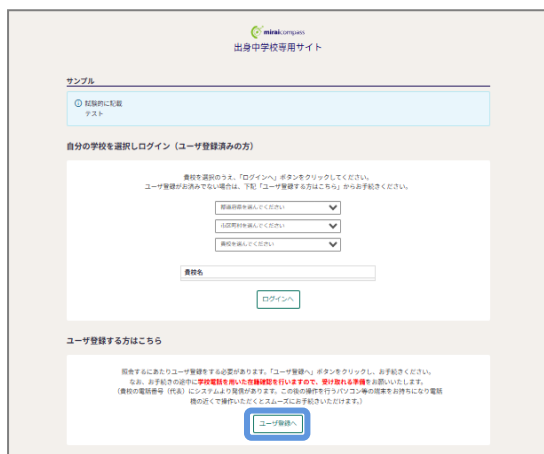 miraicompass
出身中学校専用サイト
サンプル
試験的に記載
テスト
自分の学校を選択しログイン（ユーザ登録済みの方）
貴校を選択のうえ、「ログインへ」ボタンをクリックしてください。
ユーザ登録がお済みでない場合は、下記「ユーザ登録する方はこちら」からお手続きください。
都道府県を選んでください
市区町村を選んでください
貴校を選んでください
貴校名
ログインへ
ユーザ登録する方はこちら
照会するにあたりユーザ登録をする必要があります。「ユーザ登録へ」ボタンをクリックし、お手続きください。
なお、お手続きの途中に学校電話を用いた在籍確認を行いますので、受け取れる準備をお願いいたします。
（貴校の電話番号（代表）にシステムより発信があります。この後の操作を行うパソコン等の端末をお持ちになり電話
機の近くで操作いただくとスムーズにお手続きいただけます。）
ユーザ登録へ